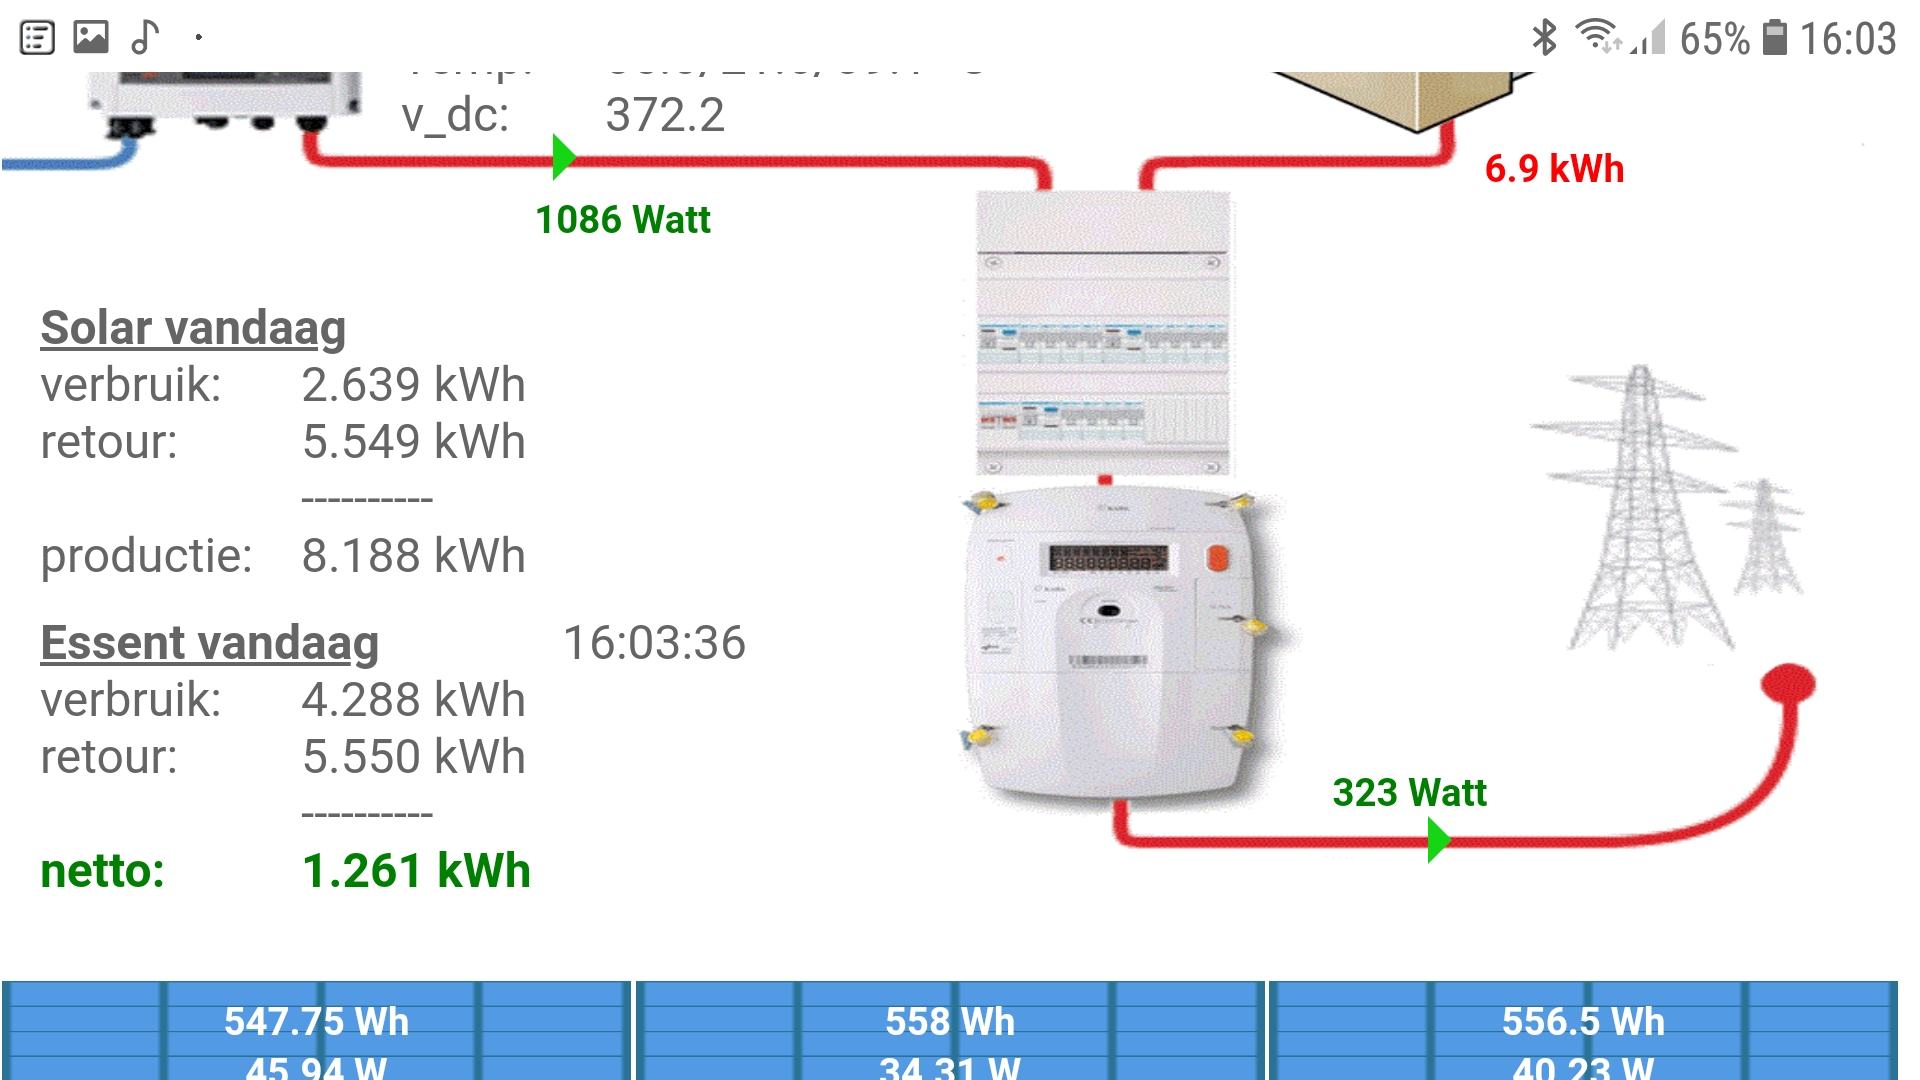 65% 16:03
v_dc: 372.2
6.9 kWh
1086 Watt
Solar vandaag
verbruik: 2.639 kWh
retour: 5.549 kWh
----------
productie: 8.188 kWh
Essent vandaag 16:03:36
verbruik: 4.288 kWh
retour: 5.550 kWh
----------
323 Watt
netto: 1.261 kWh
547.75 Wh 558 Wh 556.5 Wh
45.94 W 34.31 W 40.23 W